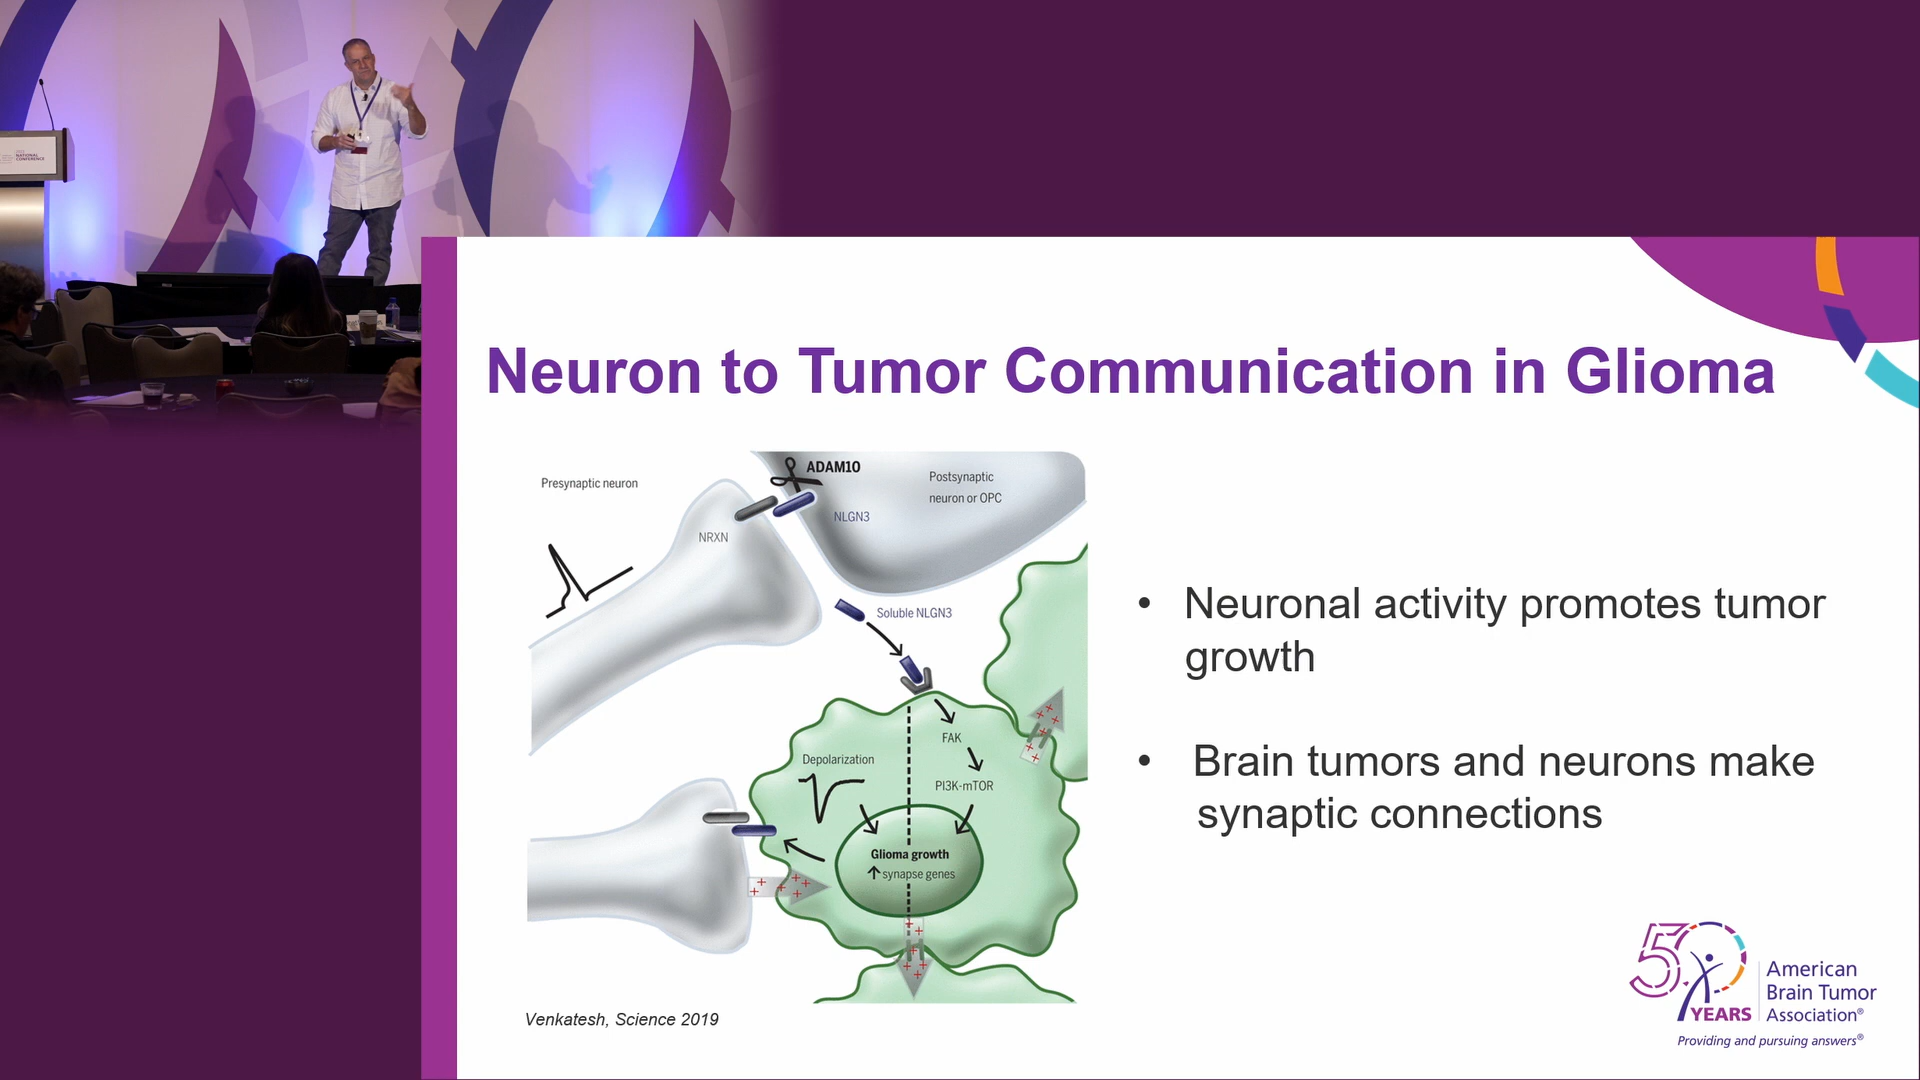 NATIONAL
CONFERENCE
Neuron to Tumor Communication in Glioma
Presynaptic neuron
ADAM10
Postsynaptic
neuron or OPC
NLGN3
NRXN
Soluble NLGN3
FAK
Depolarization
PI3K-mTOR
Glioma growth
↑ synapse genes
• Neuronal activity promotes tumor
growth
• Brain tumors and neurons make
synaptic connections
Venkatesh, Science 2019
50
YEARS
American
Brain Tumor
Association®
Providing and pursuing answers®